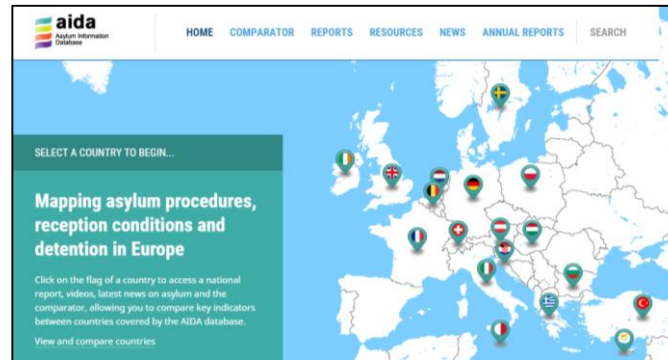 aida
Asylum Information
Database
HOME COMPARATOR REPORTS RESOURCES NEWS ANNUAL REPORTS SEARCH
SELECT A COUNTRY TO BEGIN...
Mapping asylum procedures,
reception conditions and
detention in Europe
Click on the flag of a country to access a national
report, videos, latest news on asylum and the
comparator, allowing you to compare key indicators
between countries covered by the AIDA database.
View and compare countries